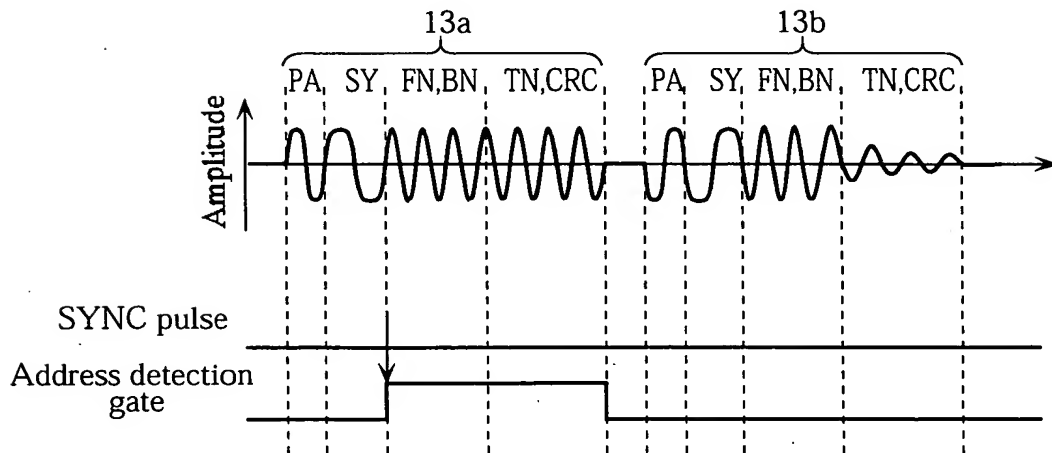 13a 13b
PA SY FN,BN TN,CRC PA SY FN,BN TN,CRC
Amplitude
SYNC pulse
Address detection
gate